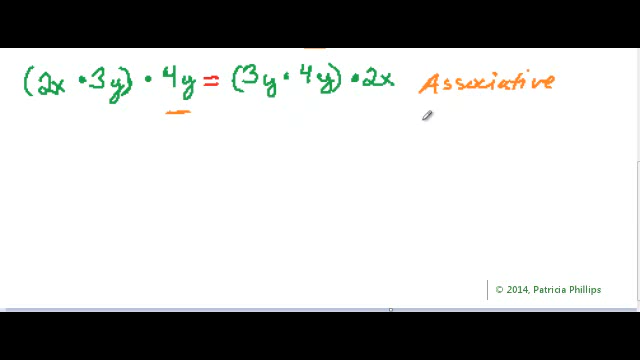 (2x • 3y) • 4y = (3y • 4y) • 2x Associative
© 2014, Patricia Phillips